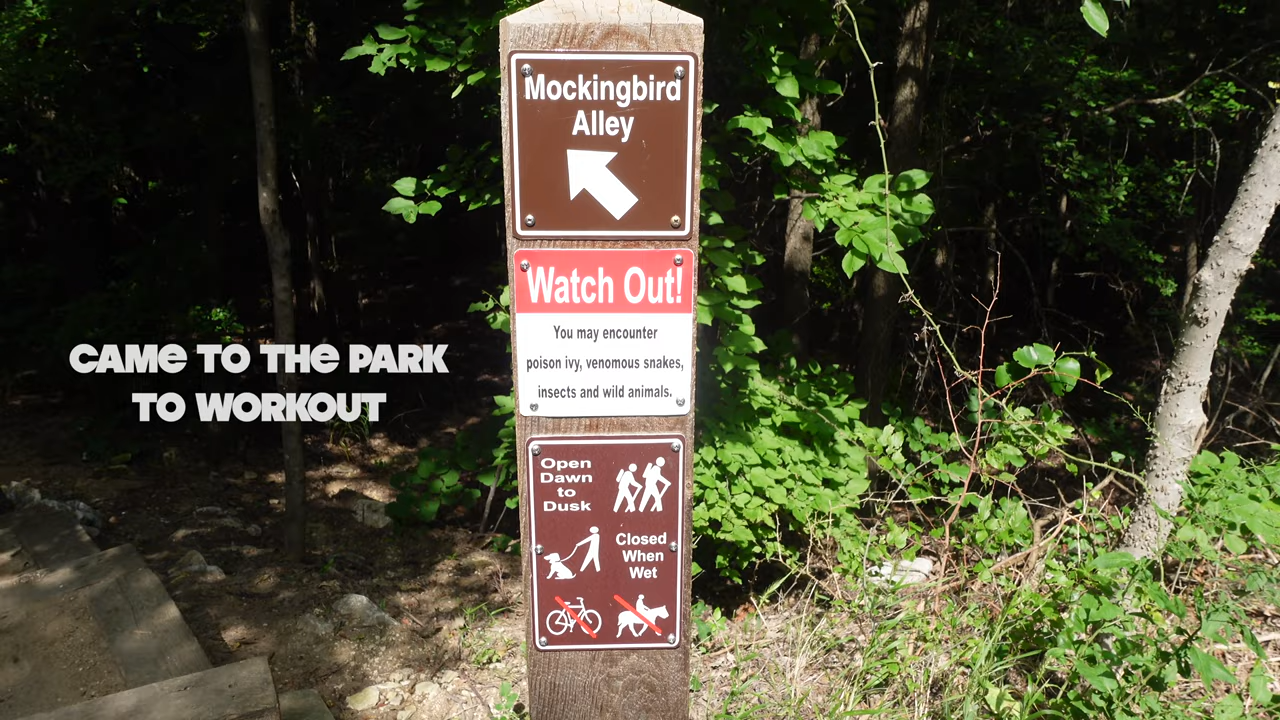 Mockingbird
Alley
Watch Out!
You may encounter
poison ivy, venomous snakes,
insects and wild animals.
Open
Dawn
to
Dusk
Closed
When
Wet
CAMe TO THE PARK
TO WORKOUT